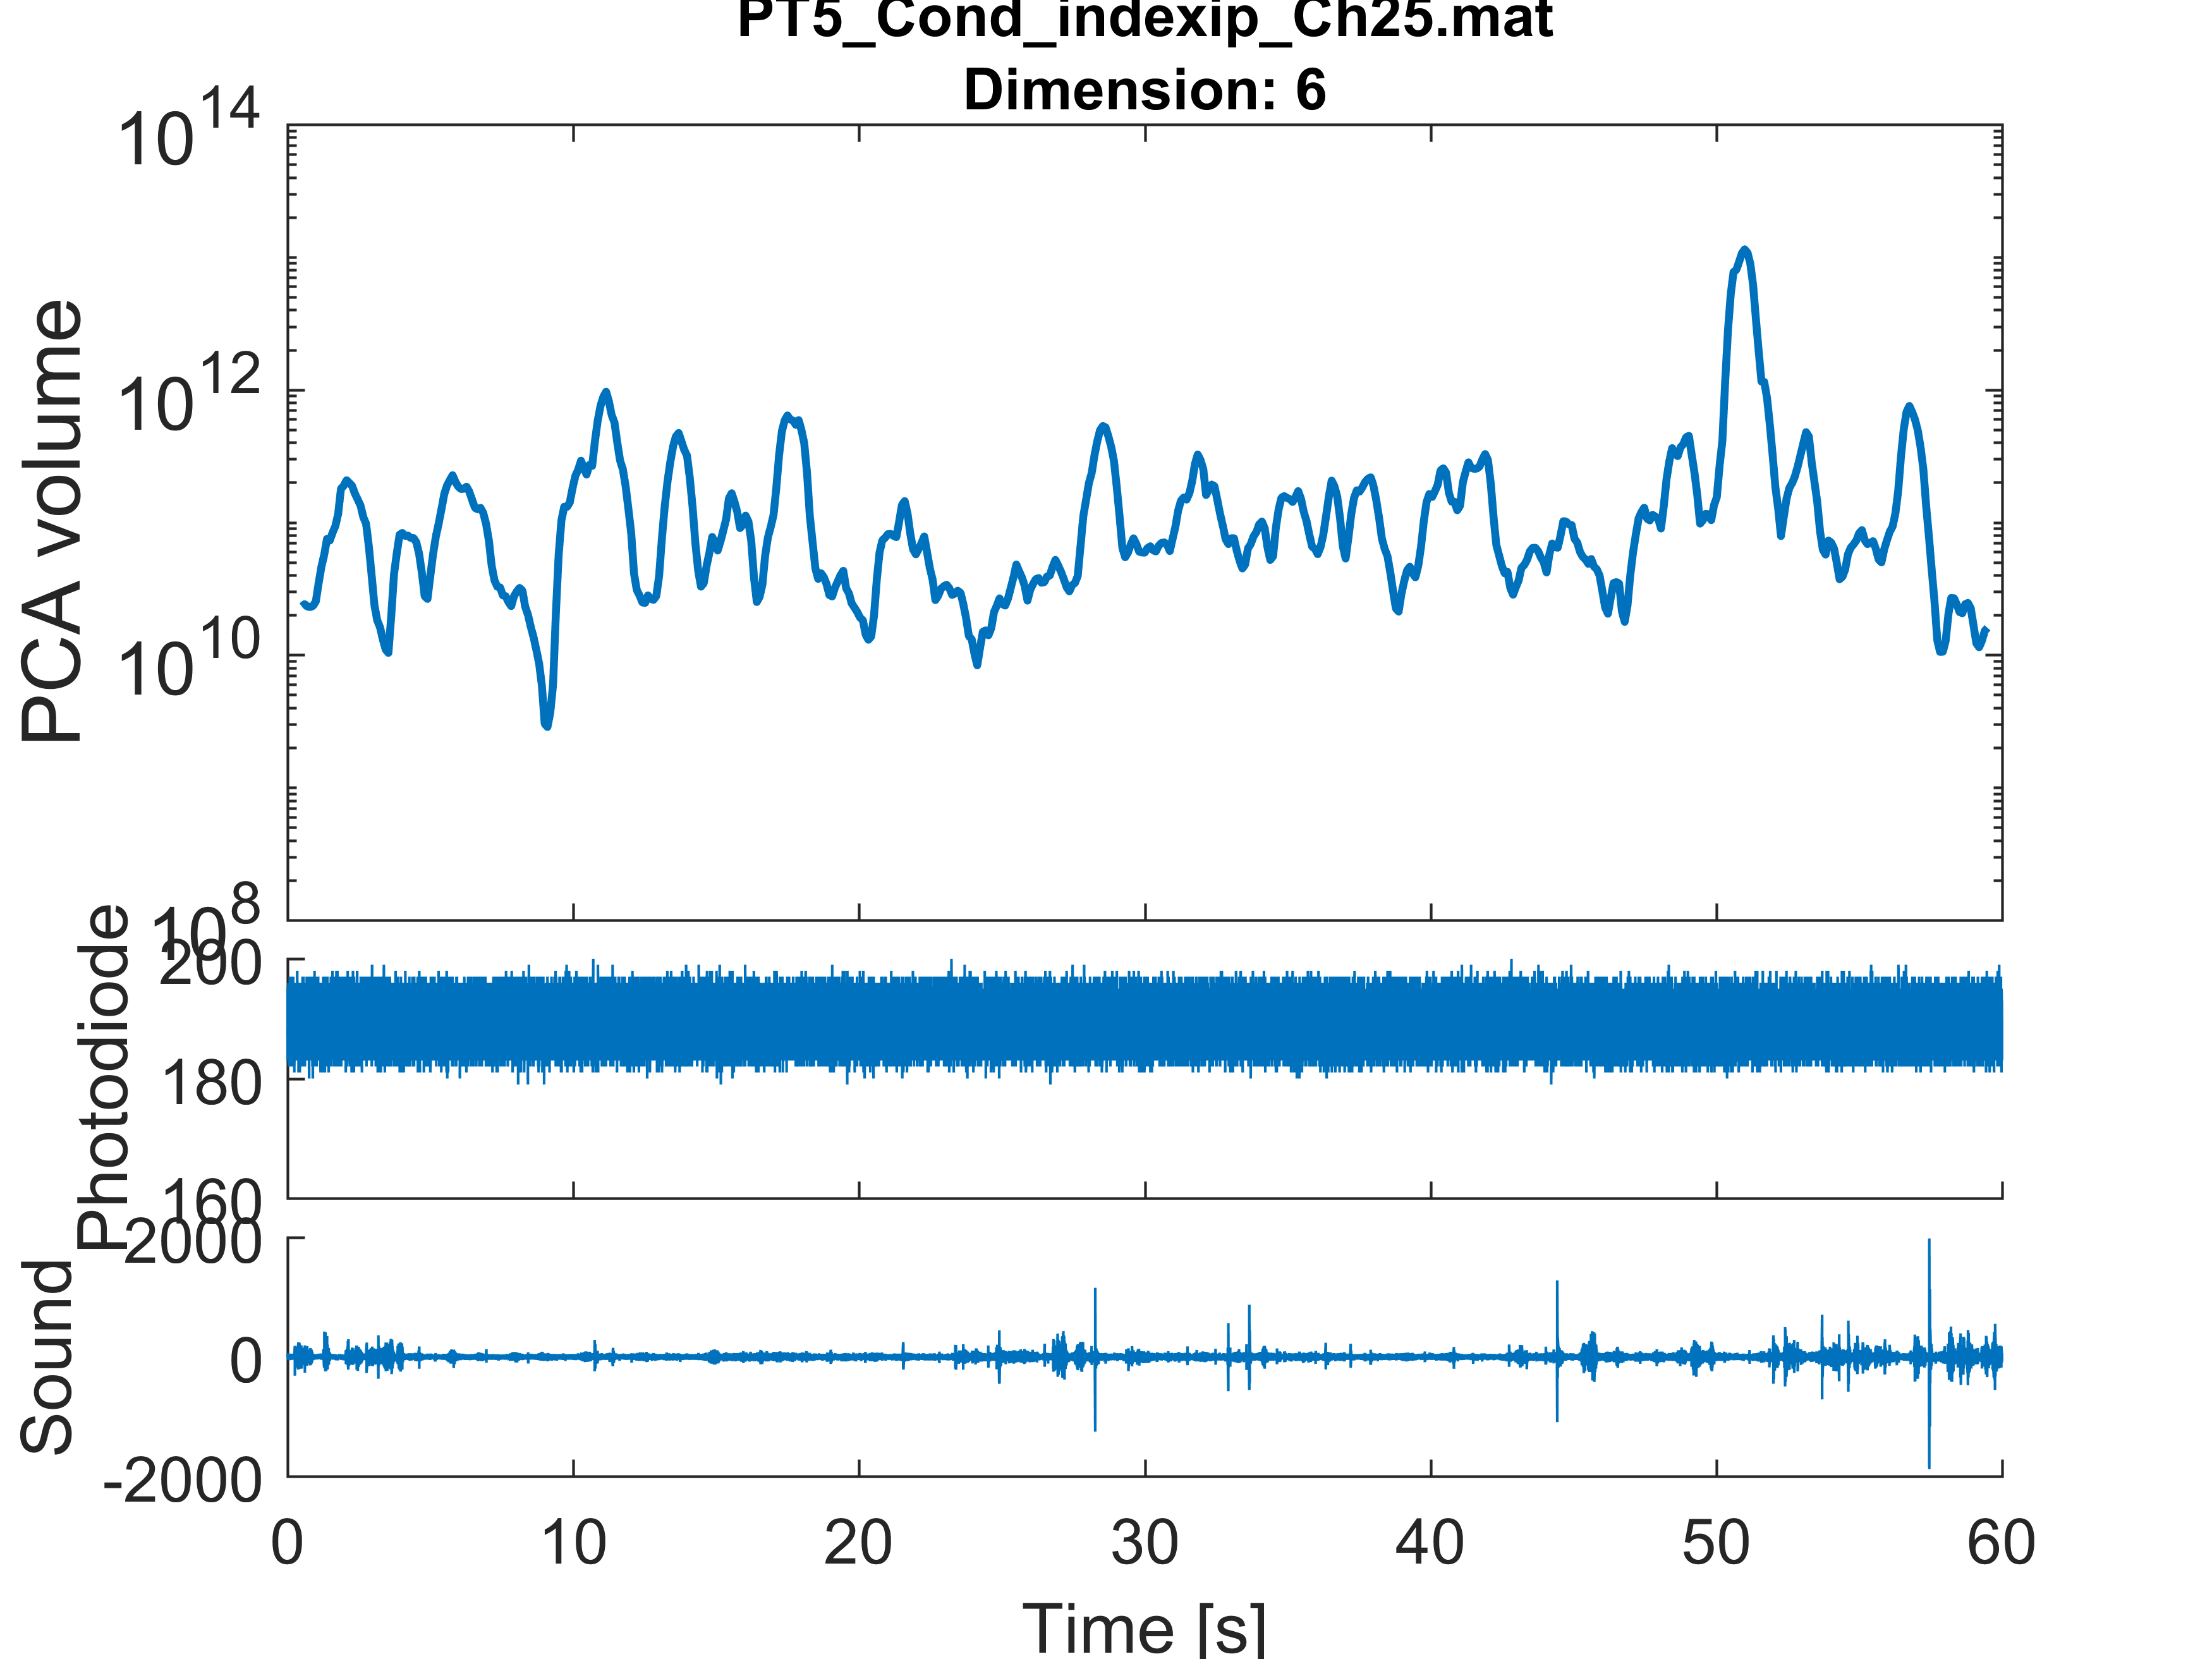 PT5_Cond_indexip_Ch25.mat
Dimension: 6
PCA volume
10^14
10^12
10^10
10^8
Photodiode
200
180
160
Sound
2000
0
-2000
0 10 20 30 40 50 60
Time [s]